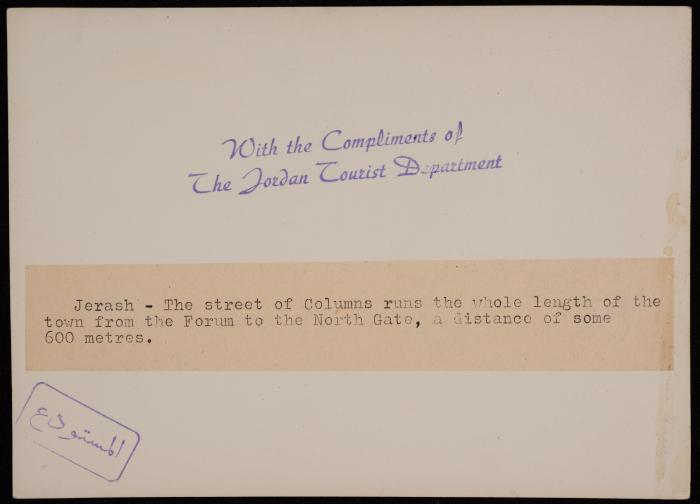 With the Compliments of
The Jordan Tourist Department
Jerash - The street of Columns runs the whole length of the
town from the Forum to the North Gate, a distance of some
600 metres.
المستودع